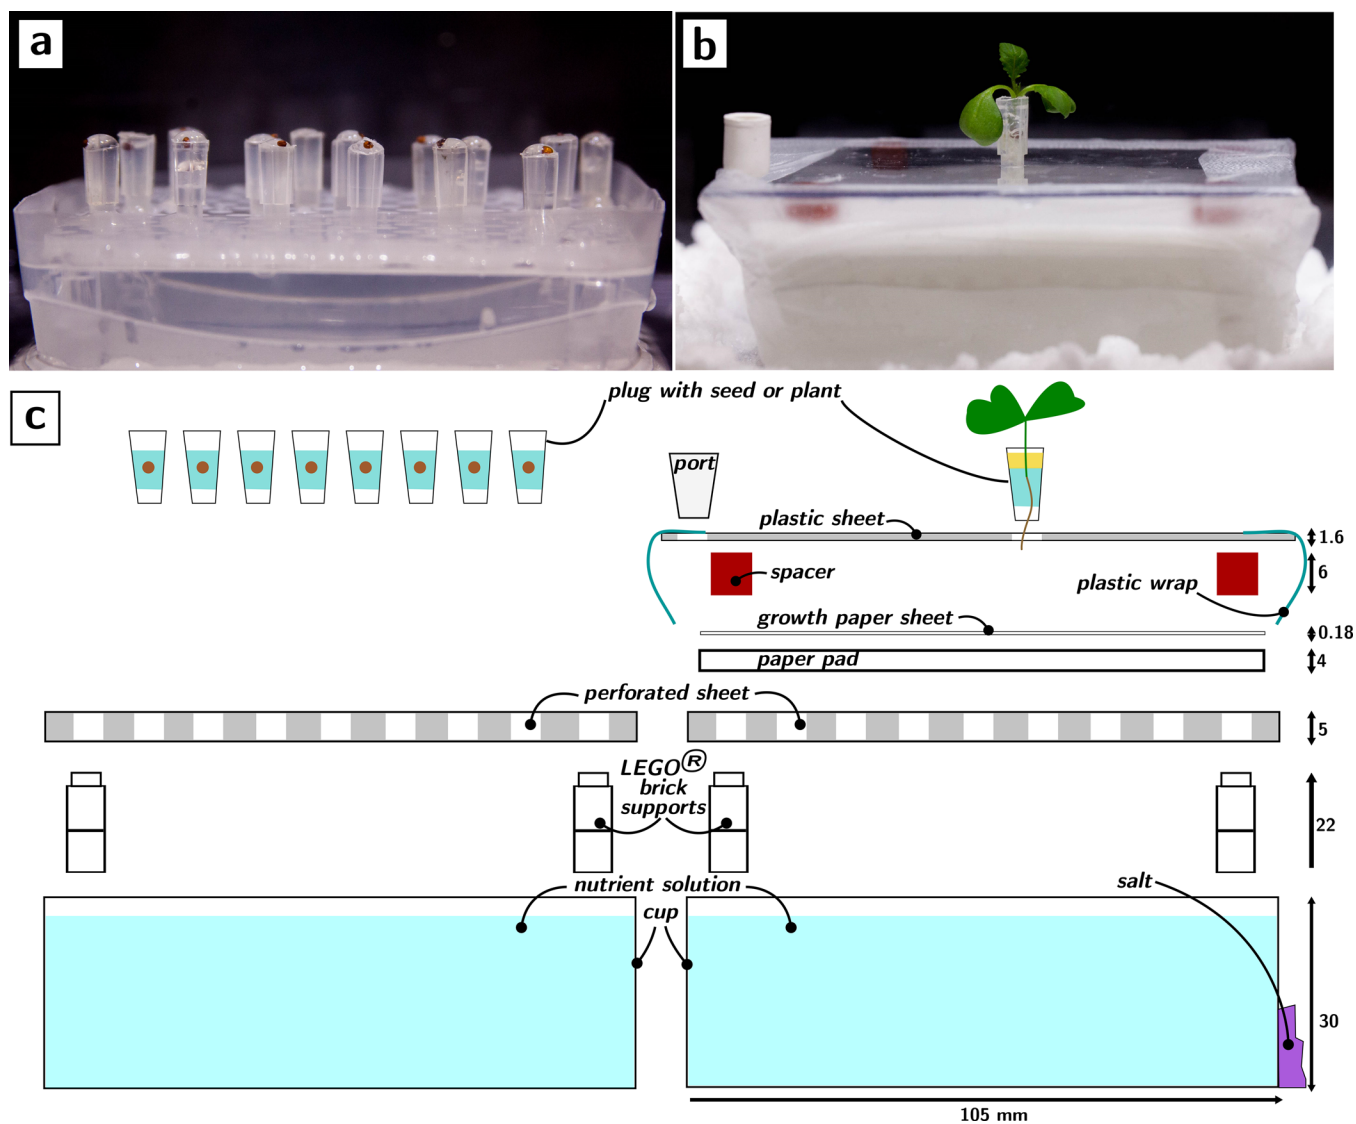 a
b
c
plug with seed or plant
port
plastic sheet
1.6
spacer
6
plastic wrap
growth paper sheet
0.18
paper pad
4
perforated sheet
5
LEGO®
brick
supports
22
salt
nutrient solution
cup
30
105 mm